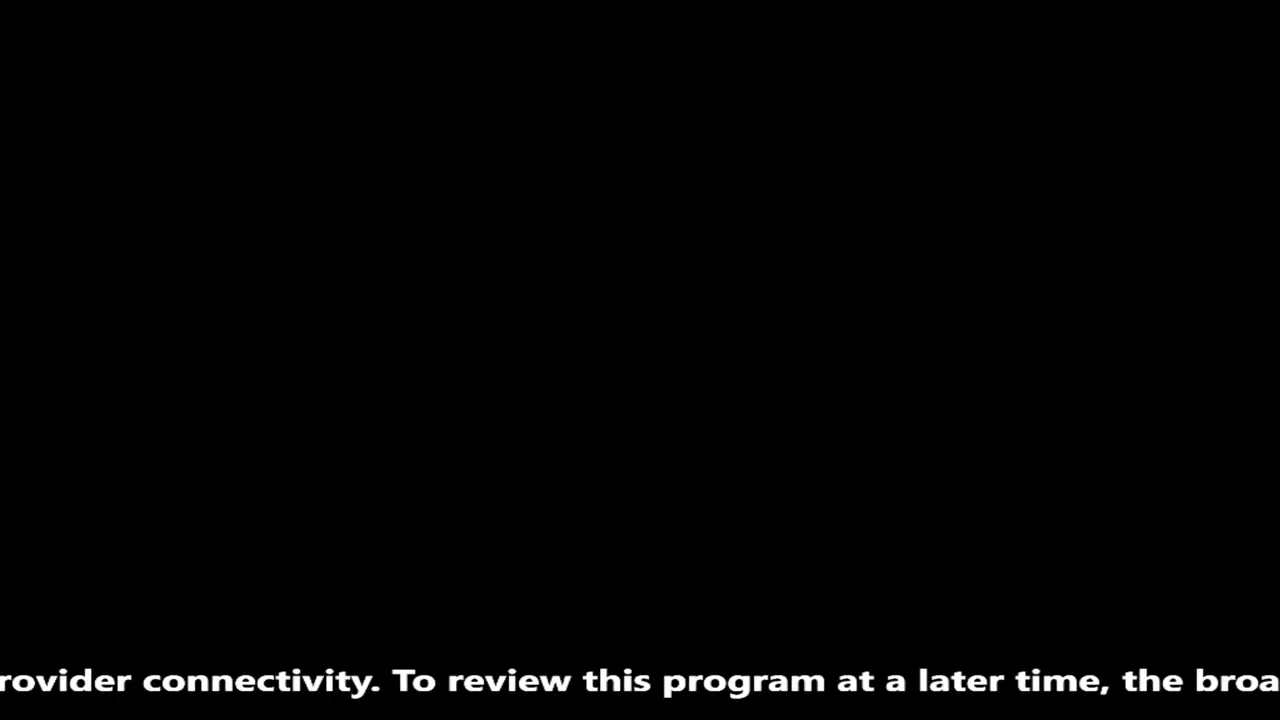 rovider connectivity. To review this program at a later time, the broa